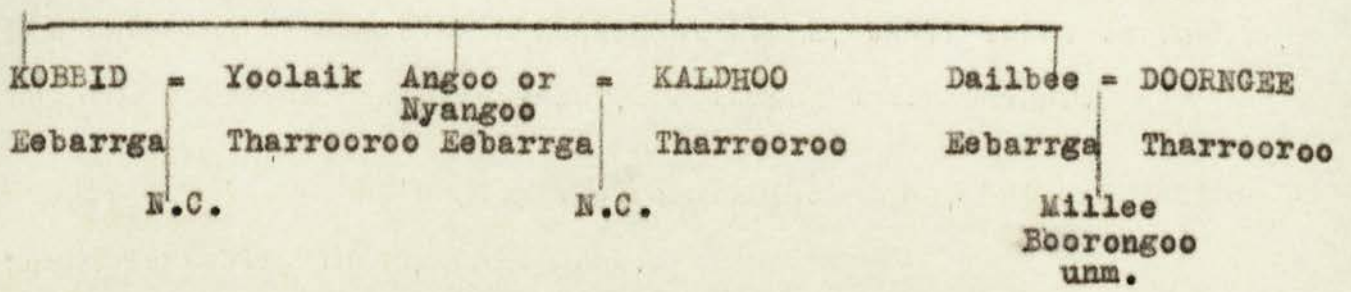 KOBBID = Yoolaik Angoo or = KALDHOO Dailbee = DOORNGEE
Nyangoo
Eebarrga Tharrooroo Eebarrga Tharrooroo Eebarrga Tharrooroo
N.C. N.C. Millee
Boorongoo
unm.